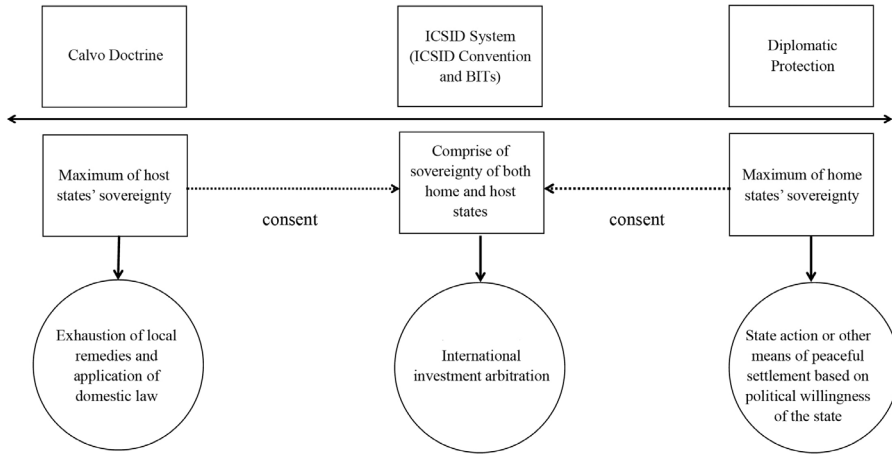 Calvo Doctrine
ICSID System
(ICSID Convention
and BITs)
Diplomatic
Protection
Maximum of host
states' sovereignty
Comprise of
sovereignty of both
home and host
states
Maximum of home
states' sovereignty
consent
consent
Exhaustion of local
remedies and
application of
domestic law
International
investment arbitration
State action or other
means of peaceful
settlement based on
political willingness
of the state